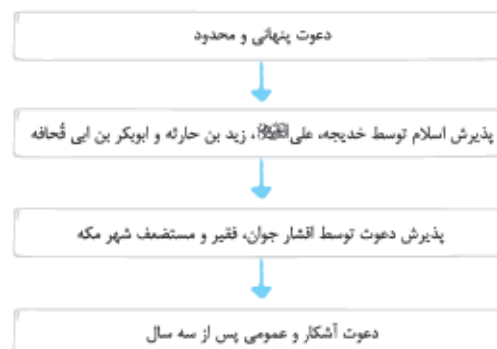 دعوت پنهانی و محدود
پذیرش اسلام توسط خدیجه، علی، زید بن حارثه و ابوبکر بن ابی قُحافه
پذیرش دعوت توسط اقشار جوان، فقیر و مستضعف شهر مکه
دعوت آشکار و عمومی پس از سه سال